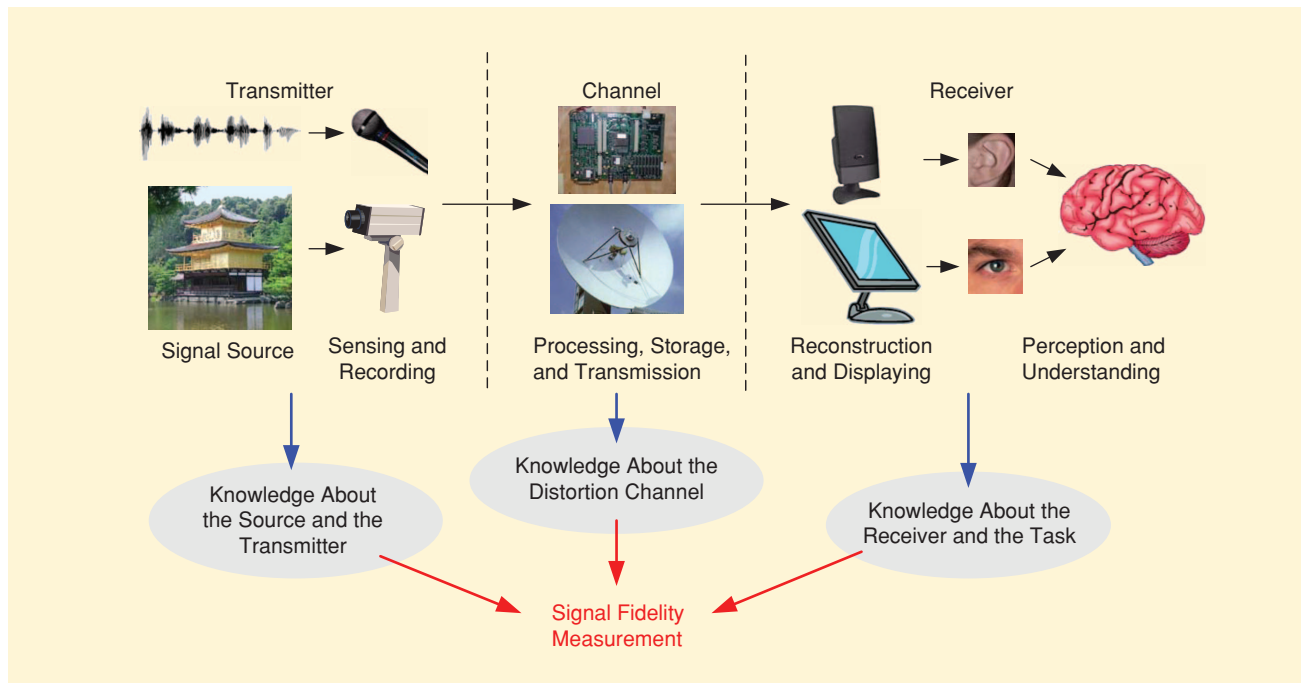 Transmitter
Channel
Receiver
Signal Source
Sensing and
Recording
Processing, Storage,
and Transmission
Reconstruction
and Displaying
Perception and
Understanding
Knowledge About
the Source and the
Transmitter
Knowledge About the
Distortion Channel
Knowledge About the
Receiver and the Task
Signal Fidelity
Measurement